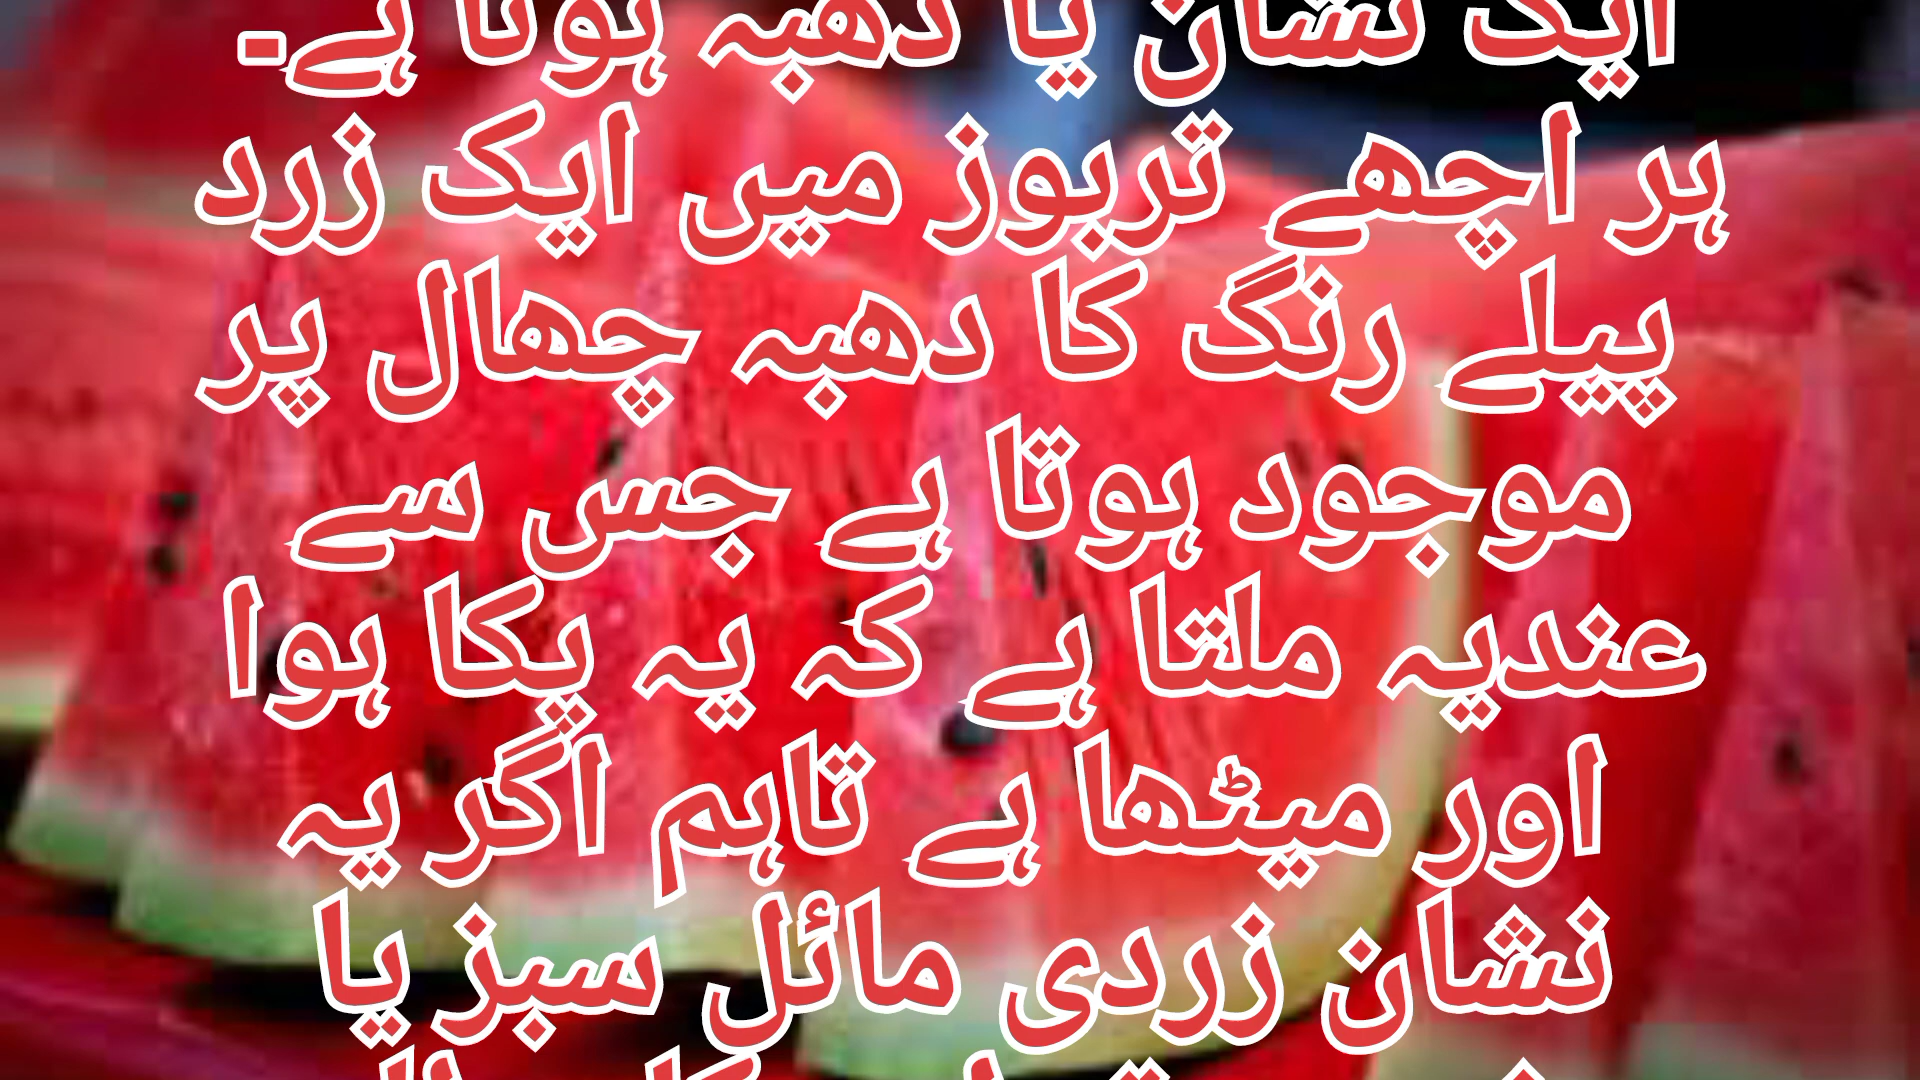 ایک نشان یا دھبہ ہوتا ہے۔
ہر اچھے تربوز میں ایک زرد
پیلے رنگ کا دھبہ چھال پر
موجود ہوتا ہے جس سے
عندیہ ملتا ہے کہ یہ پکا ہوا
اور میٹھا ہے تاہم اگر یہ
نشان زردی مائل سبز یا